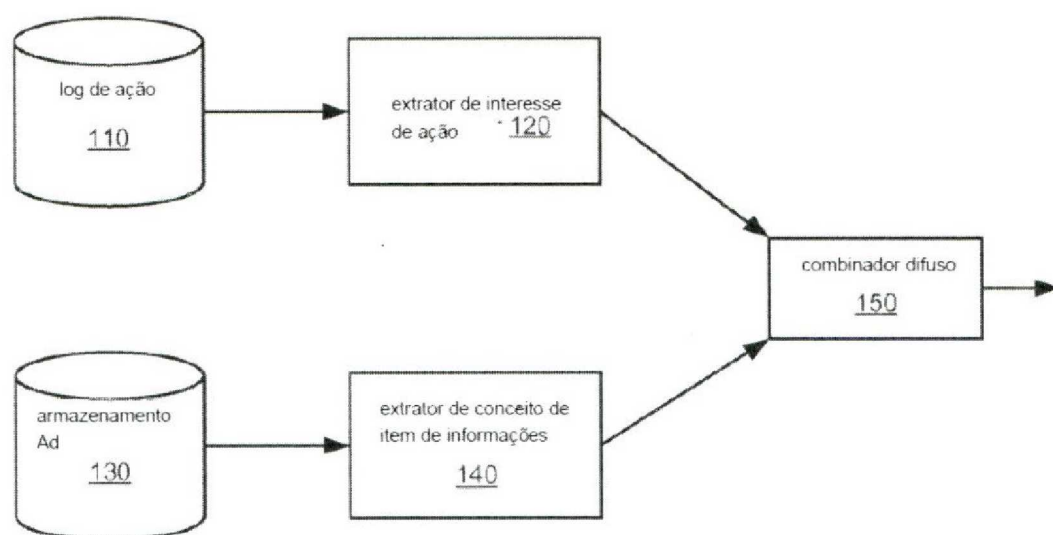 log de ação
110
extrator de interesse
de ação 120
combinador difuso
150
armazenamento
Ad
130
extrator de conceito de
item de informações
140